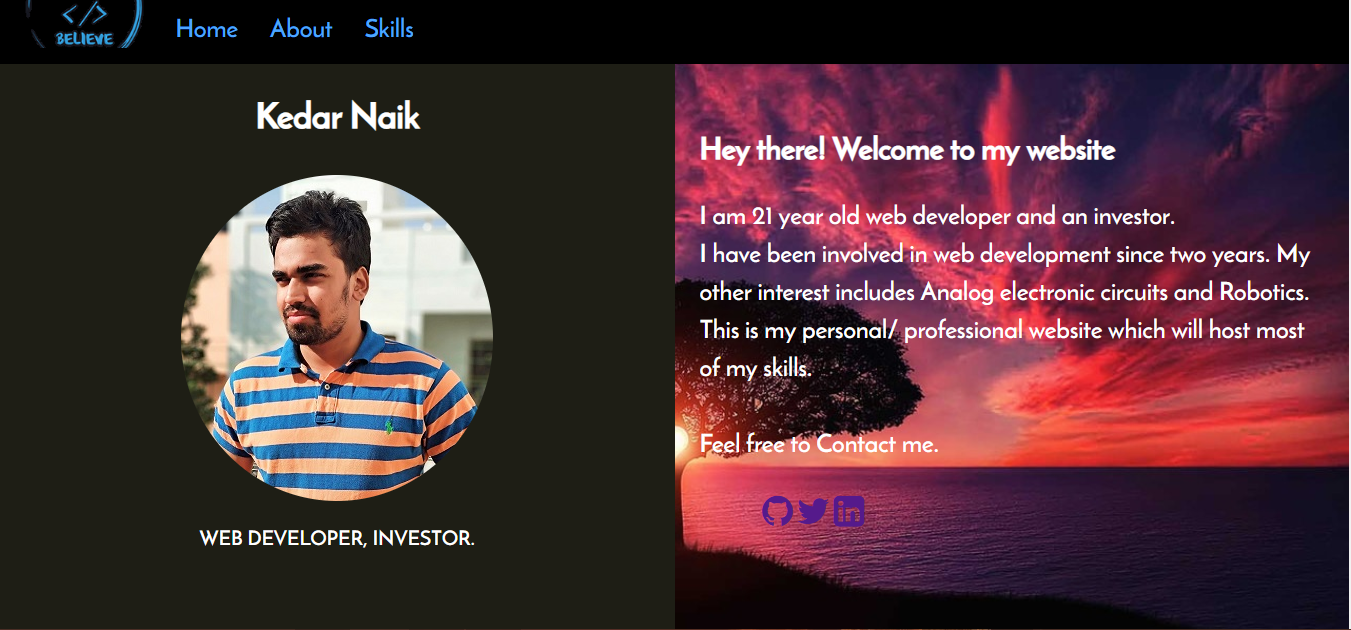 BELIEVE
Home About Skills
Kedar Naik
WEB DEVELOPER, INVESTOR.
Hey there! Welcome to my website
I am 21 year old web developer and an investor.
I have been involved in web development since two years. My
other interest includes Analog electronic circuits and Robotics.
This is my personal/ professional website which will host most
of my skills.
Feel free to Contact me.